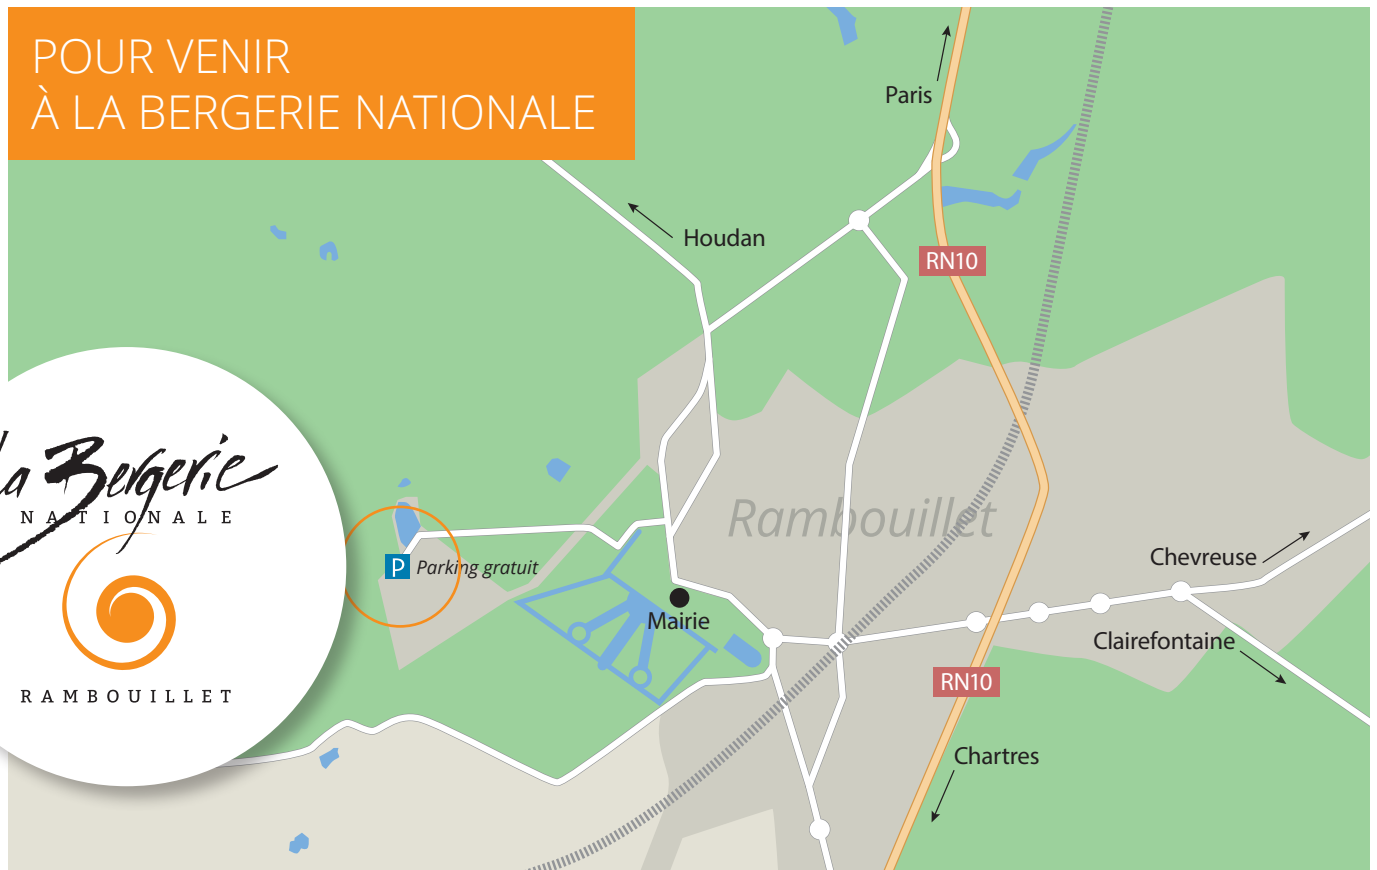 POUR VENIR
À LA BERGERIE NATIONALE
Paris
Houdan
RN10
La Bergerie
NATIONALE
RAMBOUILLET
P Parking gratuit
Rambouillet
Mairie
Chevreuse
Clairefontaine
RN10
Chartres